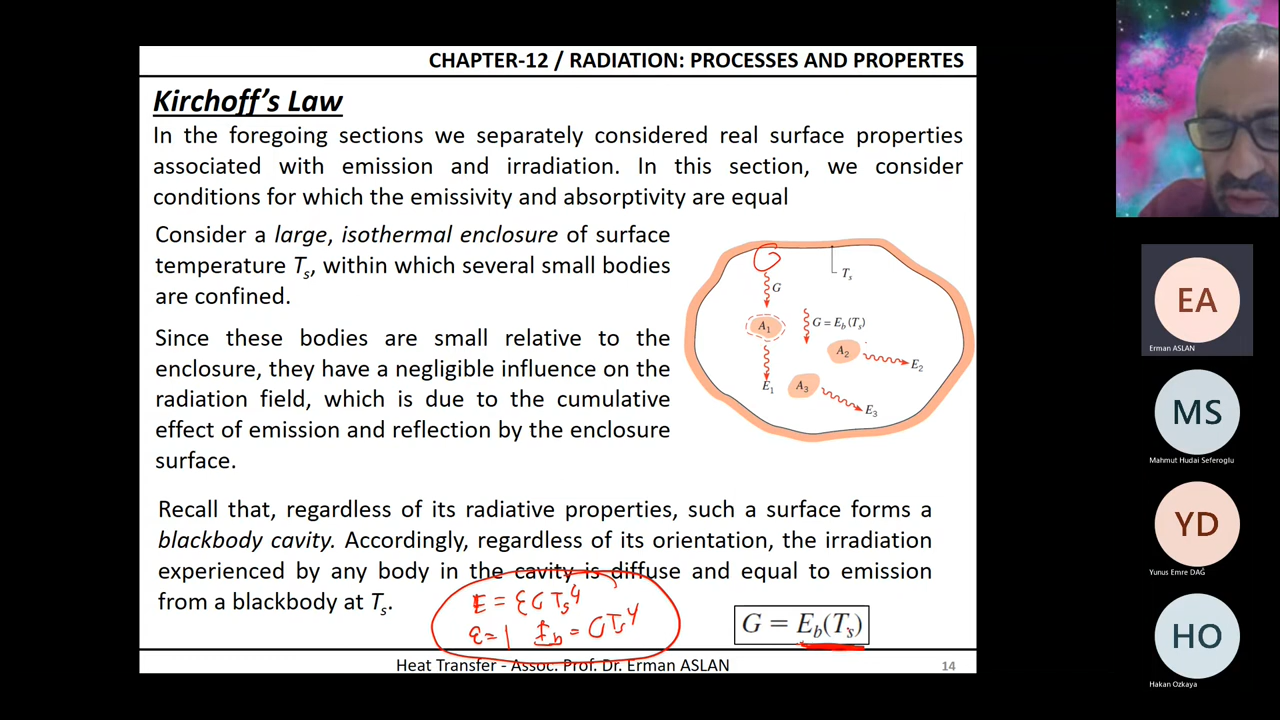 CHAPTER-12 / RADIATION: PROCESSES AND PROPERTES
Kirchoff's Law
In the foregoing sections we separately considered real surface properties
associated with emission and irradiation. In this section, we consider
conditions for which the emissivity and absorptivity are equal
Consider a large, isothermal enclosure of surface
temperature Ts, within which several small bodies
are confined.
Since these bodies are small relative to the
enclosure, they have a negligible influence on the
radiation field, which is due to the cumulative
effect of emission and reflection by the enclosure
surface.
Ts
G
A1
G = Eb(Ts)
A2
E2
E1
A3
E3
Recall that, regardless of its radiative properties, such a surface forms a
blackbody cavity. Accordingly, regardless of its orientation, the irradiation
experienced by any body in the cavity is diffuse and equal to emission
from a blackbody at Ts.
E = εσTs⁴
ε=1 Eb = σTs⁴
G = Eb(Ts)
Heat Transfer - Assoc. Prof. Dr. Erman ASLAN
14
EA
Erman ASLAN
MS
Mahmut Hudai Seferoglu
YD
Yunus Emre DAĞ
HO
Hakan Ozkaya